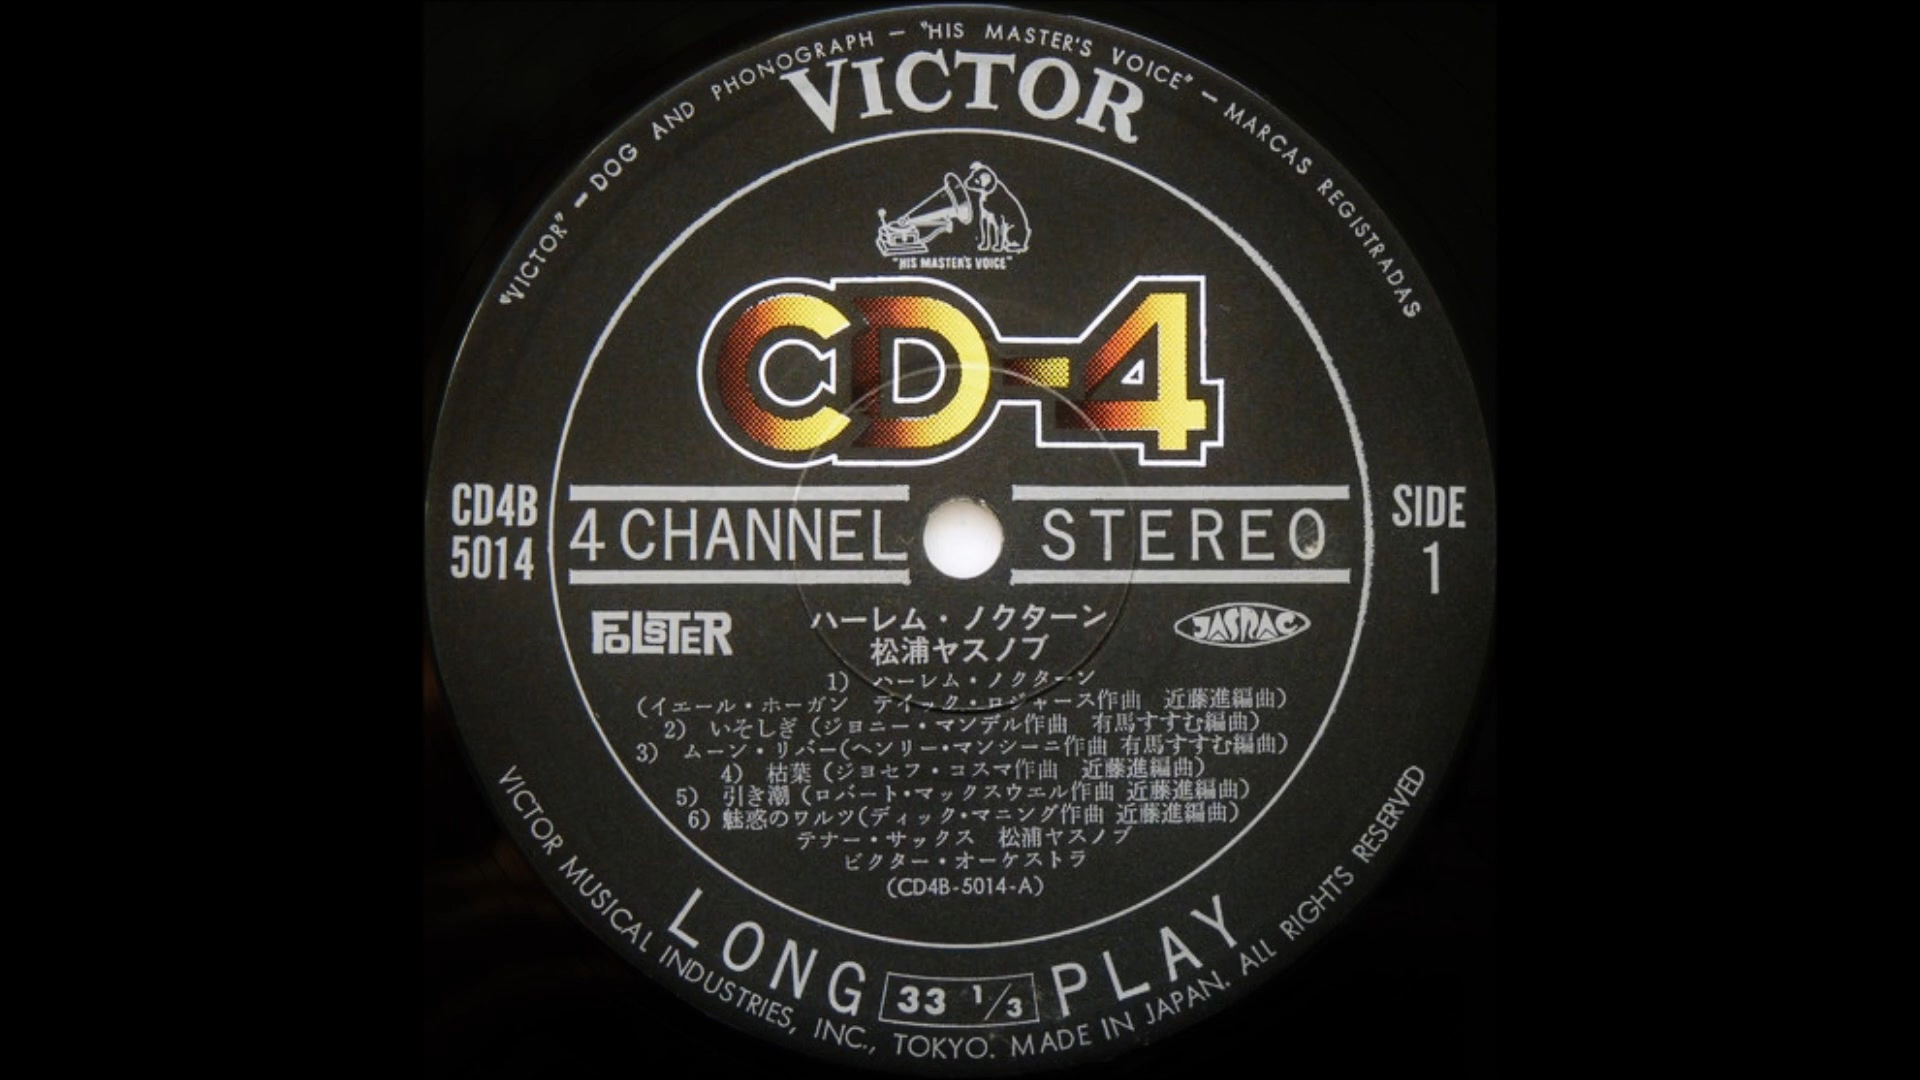 "VICTOR" — DOG AND PHONOGRAPH — "HIS MASTER'S VOICE" — MARCAS REGISTRADAS
VICTOR
"HIS MASTER'S VOICE"
CD-4
CD4B
5014
4 CHANNEL STEREO
SIDE
1
FOLSTER
JASRAC
ハーレム・ノクターン
松浦ヤスノブ
1) ハーレム・ノクターン
(イエール・ホーガン デイック・ロジャース作曲 近藤進編曲)
2) いそしぎ (ジョニー・マンデル作曲 有馬すすむ編曲)
3) ムーン・リバー(ヘンリー・マンシーニ作曲 有馬すすむ編曲)
4) 枯葉 (ジョセフ・コスマ作曲 近藤進編曲)
5) 引き潮 (ロバート・マックスウエル作曲 近藤進編曲)
6) 魅惑のワルツ(ディック・マニング作曲 近藤進編曲)
テナー・サックス 松浦ヤスノブ
ビクター・オーケストラ
(CD4B-5014-A)
LONG 33 1/3 PLAY
VICTOR MUSICAL INDUSTRIES, INC., TOKYO. MADE IN JAPAN. ALL RIGHTS RESERVED